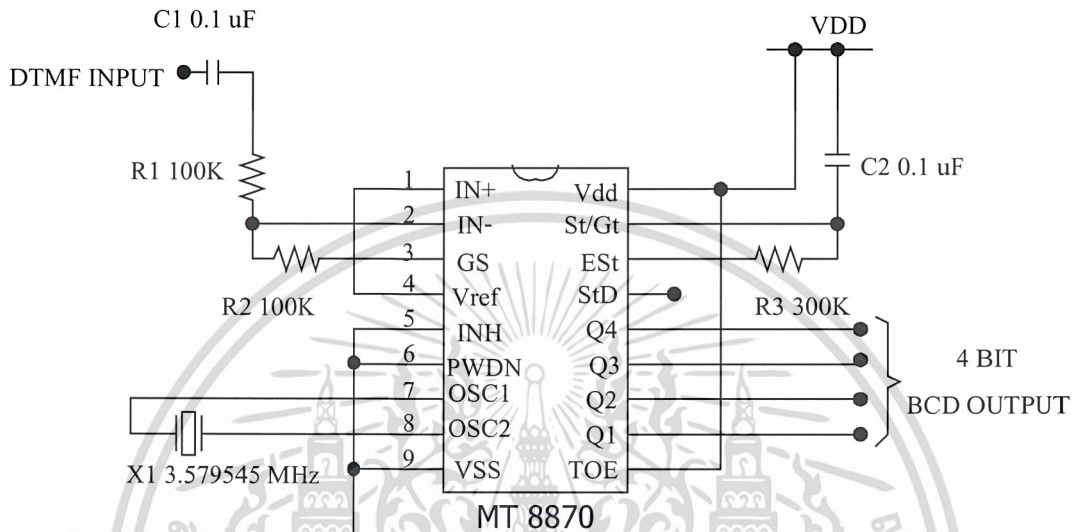 C1 0.1 uF
VDD
DTMF INPUT
R1 100K
C2 0.1 uF
1 IN+ Vdd
2 IN- St/Gt
3 GS ESt
R2 100K
4 Vref StD
R3 300K
5 INH Q4
6 PWDN Q3
4 BIT
7 OSC1 Q2
BCD OUTPUT
8 OSC2 Q1
X1 3.579545 MHz
9 VSS TOE
MT 8870